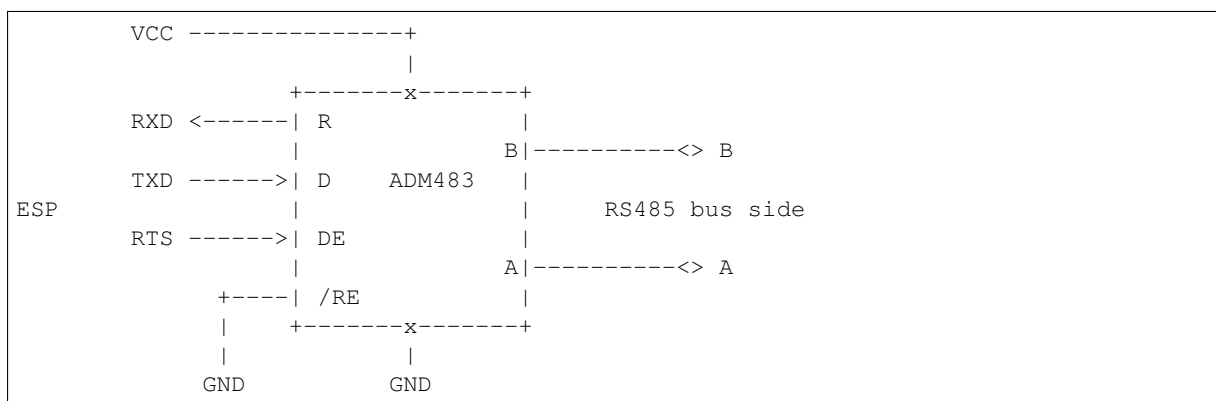 VCC ---------------+
|
+-------x-------+
RXD <------| R |
| B|----------<> B
TXD ------>| D ADM483 |
ESP | | RS485 bus side
RTS ------>| DE |
| A|----------<> A
+----| /RE |
| +-------x-------+
| |
GND GND